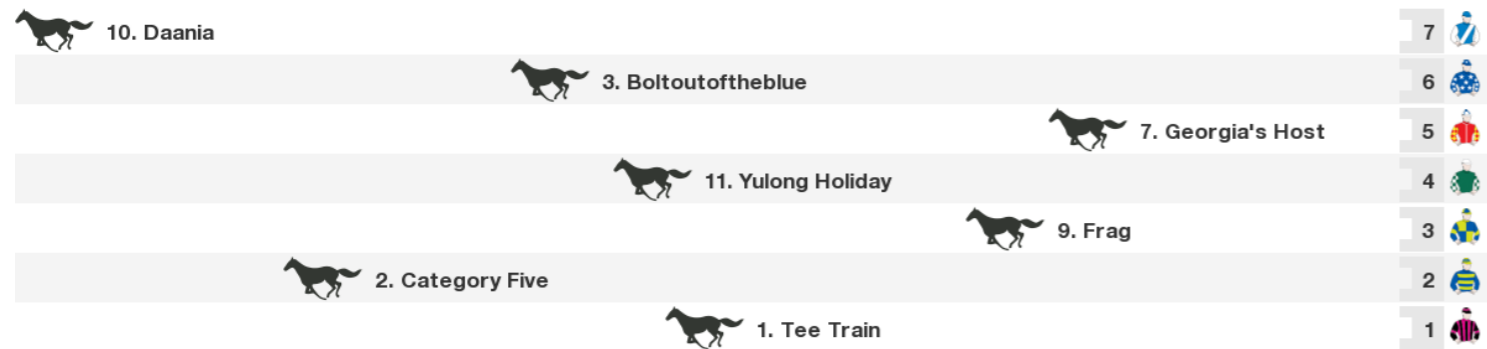 10. Daania 7
3. Boltoutoftheblue 6
7. Georgia's Host 5
11. Yulong Holiday 4
9. Frag 3
2. Category Five 2
1. Tee Train 1